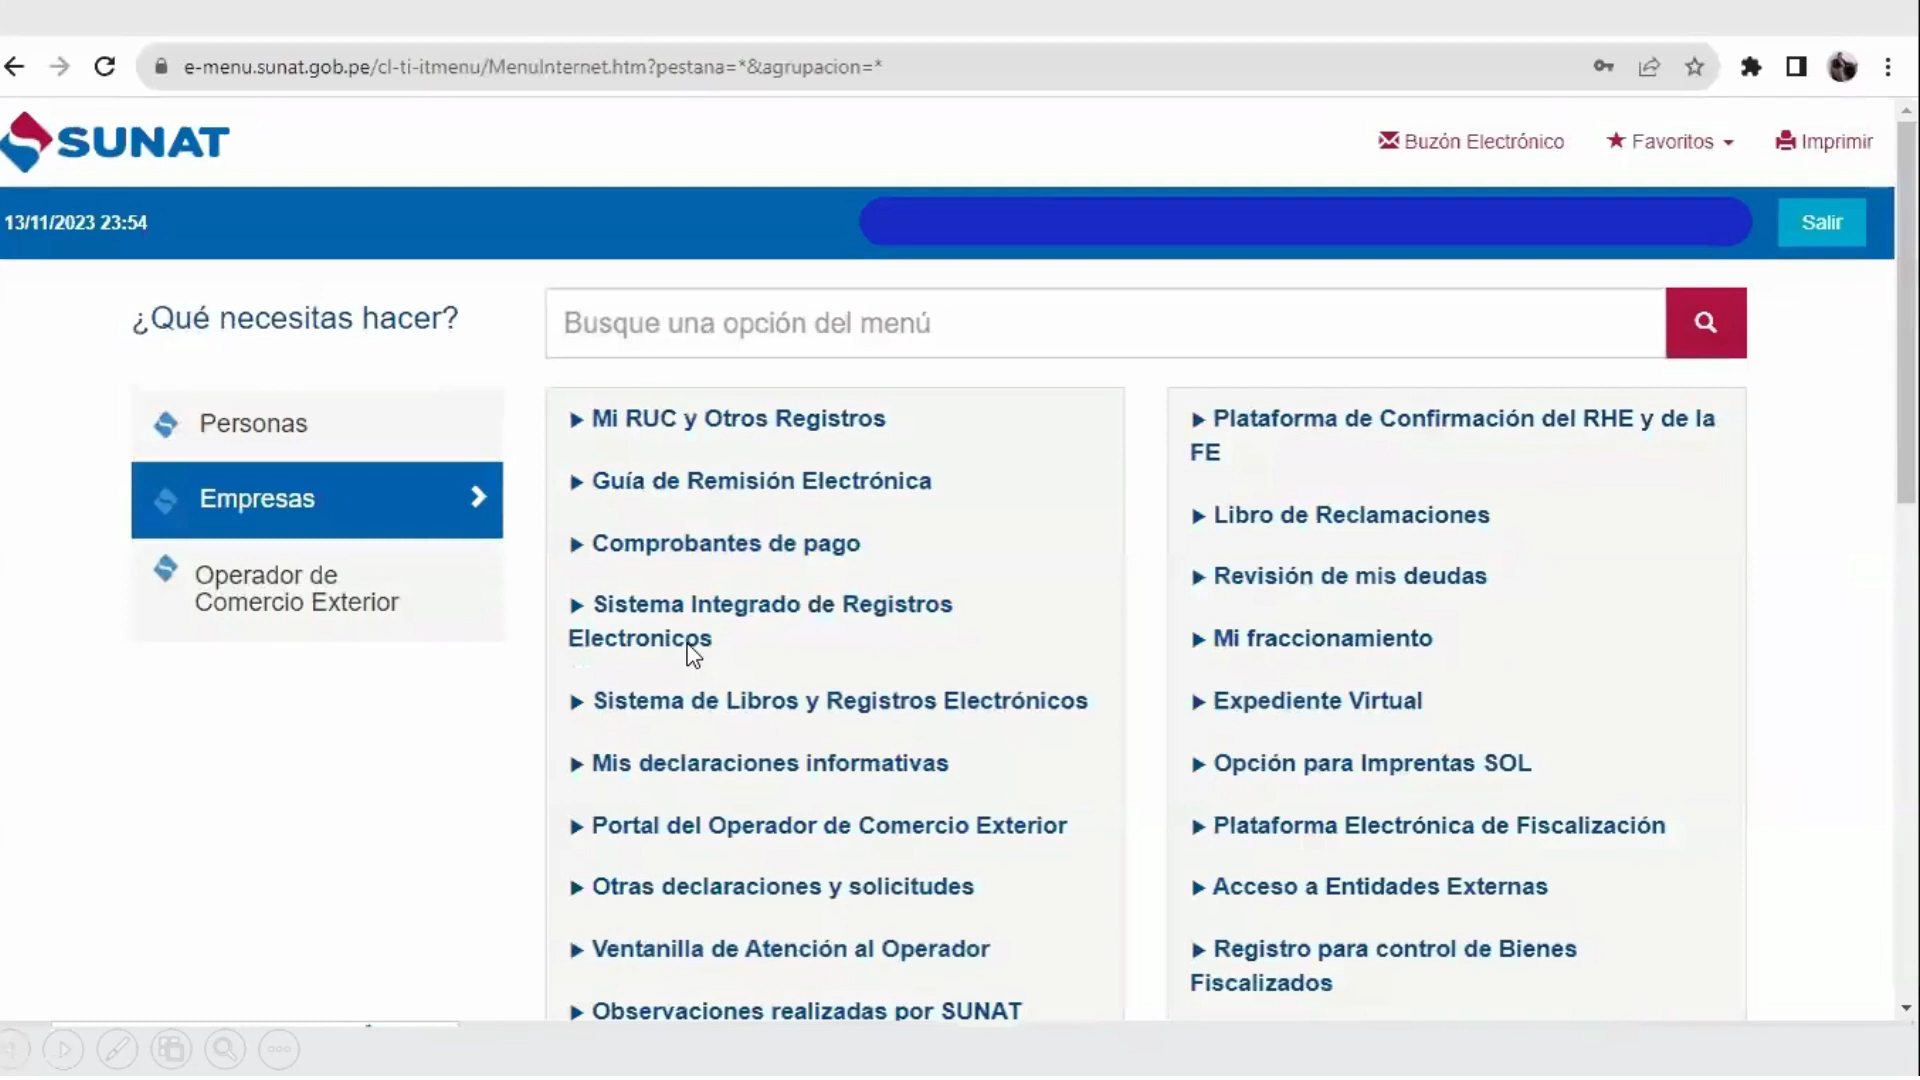 e-menu.sunat.gob.pe/cl-ti-itmenu/MenuInternet.htm?pestana=*&agrupacion=*
SUNAT
Buzón Electrónico
Favoritos
Imprimir
13/11/2023 23:54
Salir
¿Qué necesitas hacer?
Busque una opción del menú
Personas
Empresas
Operador de
Comercio Exterior
Mi RUC y Otros Registros
Guía de Remisión Electrónica
Comprobantes de pago
Sistema Integrado de Registros
Electronicos
Sistema de Libros y Registros Electrónicos
Mis declaraciones informativas
Portal del Operador de Comercio Exterior
Otras declaraciones y solicitudes
Ventanilla de Atención al Operador
Observaciones realizadas por SUNAT
Plataforma de Confirmación del RHE y de la
FE
Libro de Reclamaciones
Revisión de mis deudas
Mi fraccionamiento
Expediente Virtual
Opción para Imprentas SOL
Plataforma Electrónica de Fiscalización
Acceso a Entidades Externas
Registro para control de Bienes
Fiscalizados